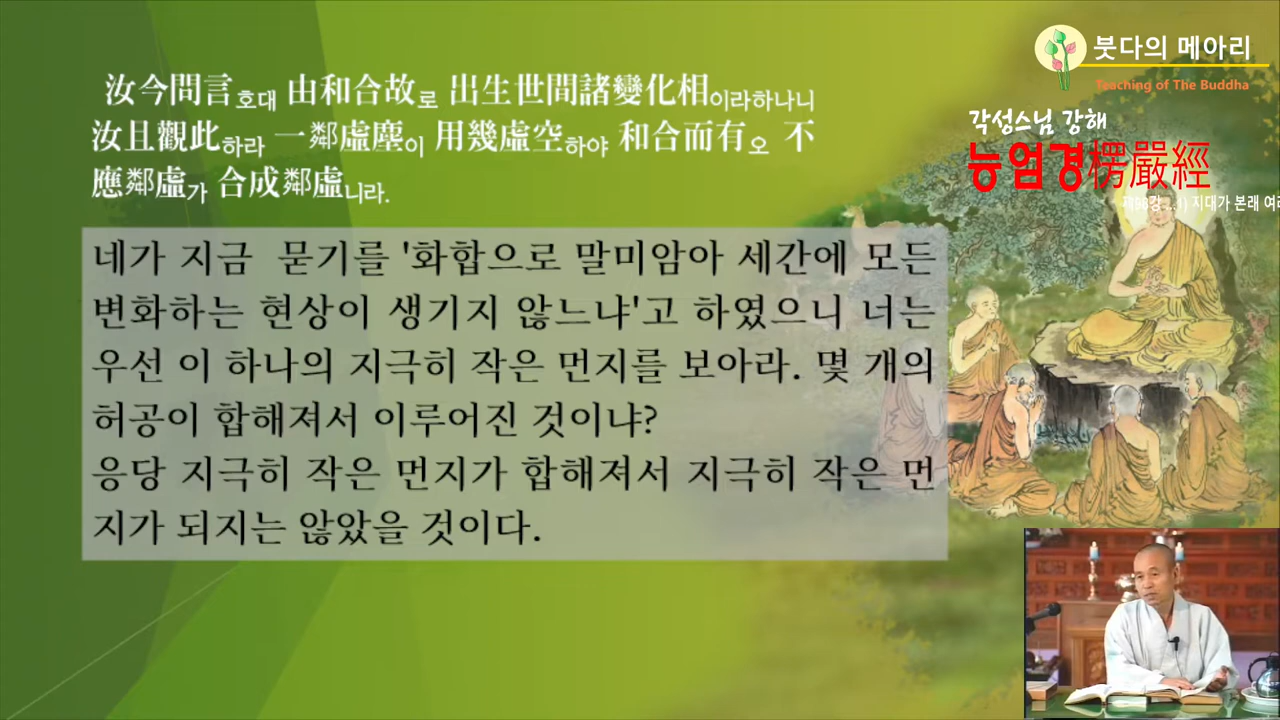 汝今問言호대 由和合故로 出生世間諸變化相이라하나니
汝且觀此하라 一鄰虛塵이 用幾虛空하야 和合而有오 不
應鄰虛가 合成鄰虛니라.
네가 지금 묻기를 '화합으로 말미암아 세간에 모든
변화하는 현상이 생기지 않느냐'고 하였으니 너는
우선 이 하나의 지극히 작은 먼지를 보아라. 몇 개의
허공이 합해져서 이루어진 것이냐?
응당 지극히 작은 먼지가 합해져서 지극히 작은 먼
지가 되지는 않았을 것이다.
붓다의 메아리
Teaching of The Buddha
각성스님 강해
능엄경楞嚴經
1) 지대가 본래 여래